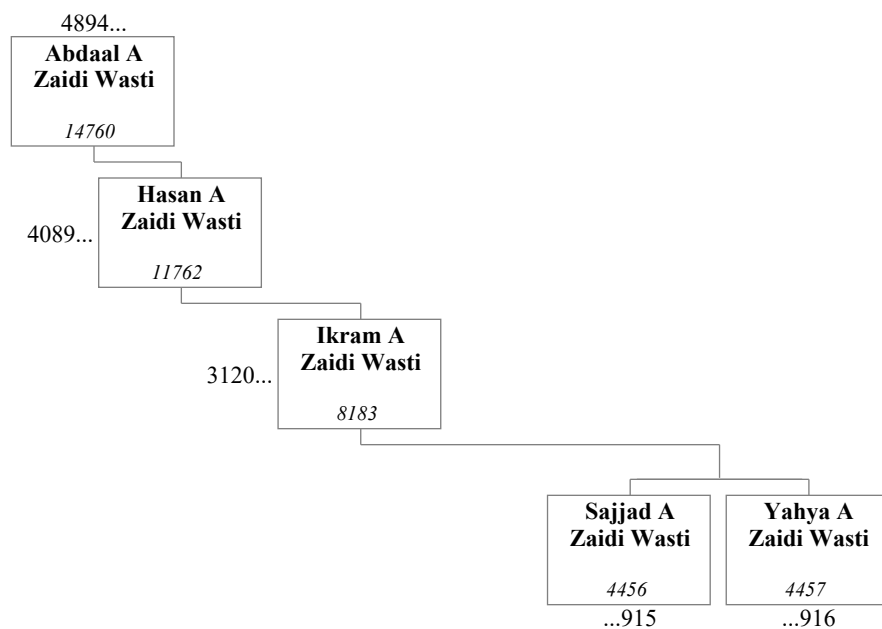 4894...
Abdaal A
Zaidi Wasti
14760
Hasan A
Zaidi Wasti
4089...
11762
Ikram A
Zaidi Wasti
3120...
8183
Sajjad A
Zaidi Wasti
4456
...915
Yahya A
Zaidi Wasti
4457
...916